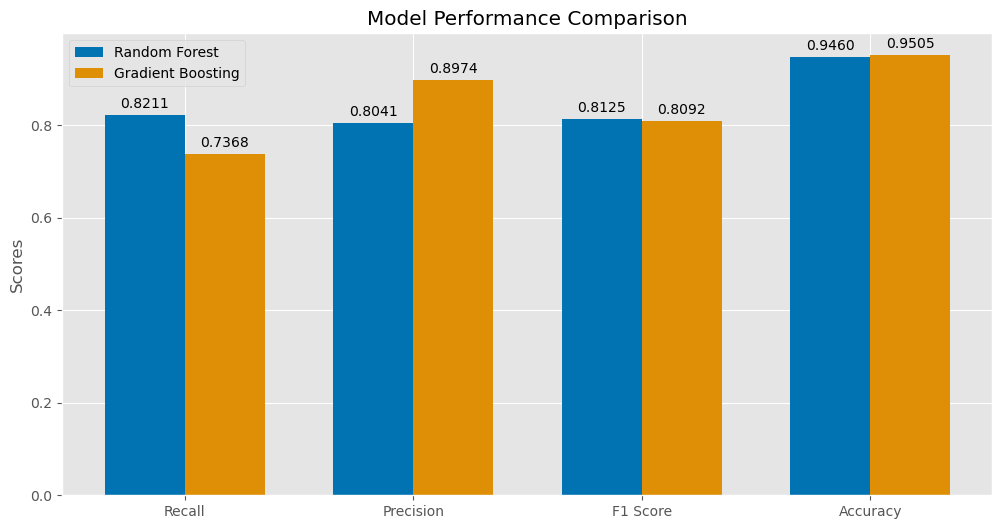 Model Performance Comparison
Random Forest
Gradient Boosting
0.8211
0.7368
0.8041
0.8974
0.8125
0.8092
0.9460
0.9505
Scores
0.8
0.6
0.4
0.2
0.0
Recall
Precision
F1 Score
Accuracy